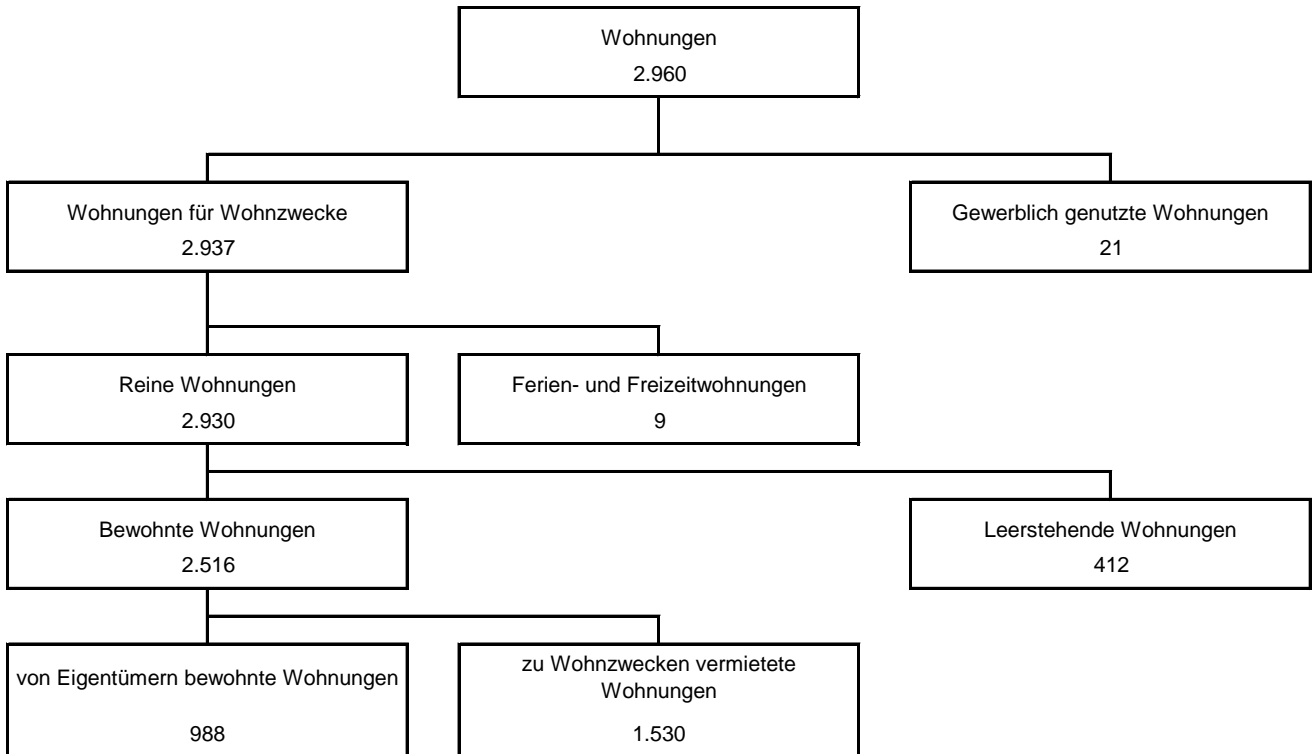 Wohnungen
2.960
Wohnungen für Wohnzwecke
2.937
Gewerblich genutzte Wohnungen
21
Reine Wohnungen
2.930
Ferien- und Freizeitwohnungen
9
Bewohnte Wohnungen
2.516
Leerstehende Wohnungen
412
von Eigentümern bewohnte Wohnungen
988
zu Wohnzwecken vermietete
Wohnungen
1.530